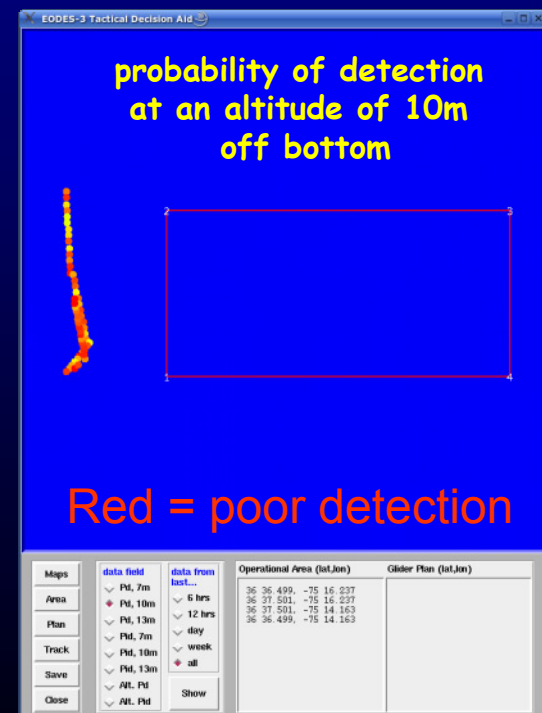 EODES-3 Tactical Decision Aid
probability of detection
at an altitude of 10m
off bottom
2
3
1
4
Red = poor detection
Maps
Area
Plan
Track
Save
Close
data field
Pd, 7m
Pd, 10m
Pd, 13m
Pid, 7m
Pid, 10m
Pid, 13m
Alt. Pd
Alt. Pid
data from
last...
6 hrs
12 hrs
day
week
all
Show
Operational Area (lat,lon)
36 36.499, -75 16.237
36 37.501, -75 16.237
36 37.501, -75 14.163
36 36.499, -75 14.163
Glider Plan (lat,lon)